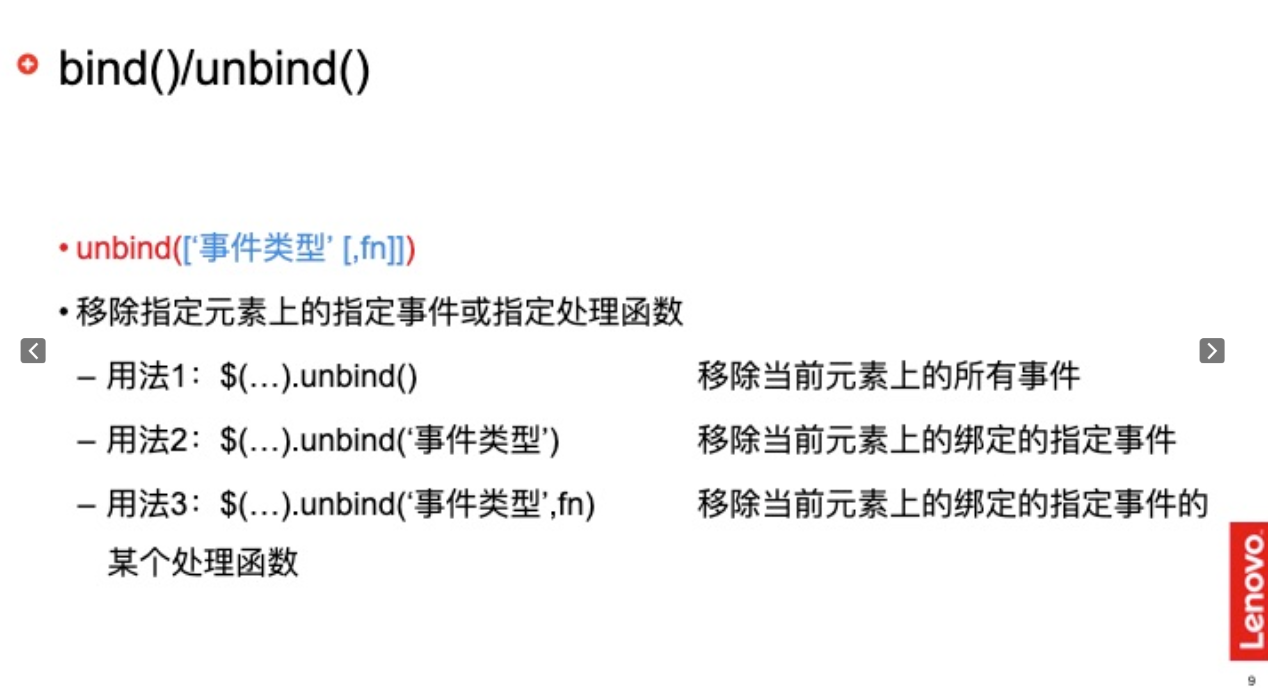 bind()/unbind()
• unbind([‘事件类型’ [,fn]])
• 移除指定元素上的指定事件或指定处理函数
– 用法1：$(…).unbind() 移除当前元素上的所有事件
– 用法2：$(…).unbind(‘事件类型’) 移除当前元素上的绑定的指定事件
– 用法3：$(…).unbind(‘事件类型’,fn) 移除当前元素上的绑定的指定事件的
某个处理函数
Lenovo
9